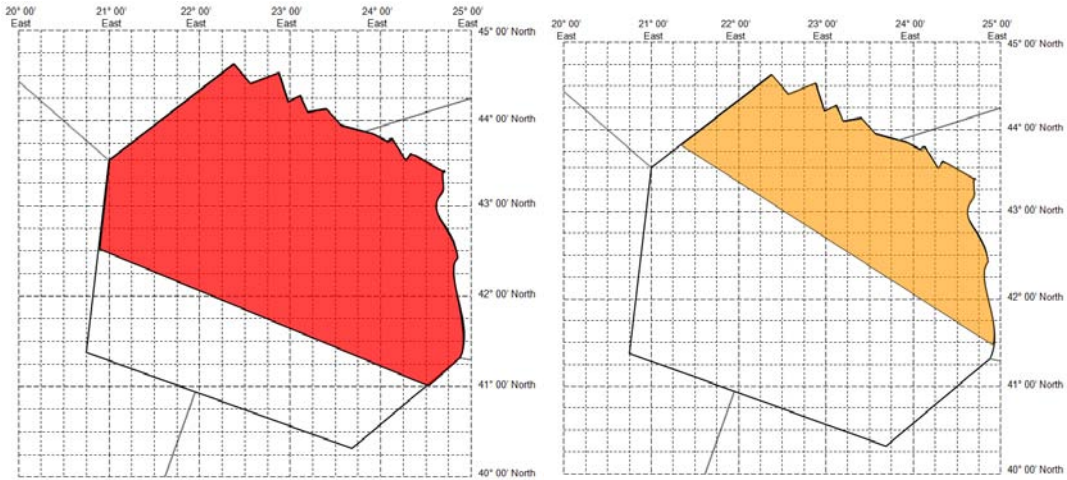 20° 00' 21° 00' 22° 00' 23° 00' 24° 00' 25° 00'
East East East East East East
45° 00' North
44° 00' North
43° 00' North
42° 00' North
41° 00' North
40° 00' North
20° 00' 21° 00' 22° 00' 23° 00' 24° 00' 25° 00'
East East East East East East
45° 00' North
44° 00' North
43° 00' North
42° 00' North
41° 00' North
40° 00' North